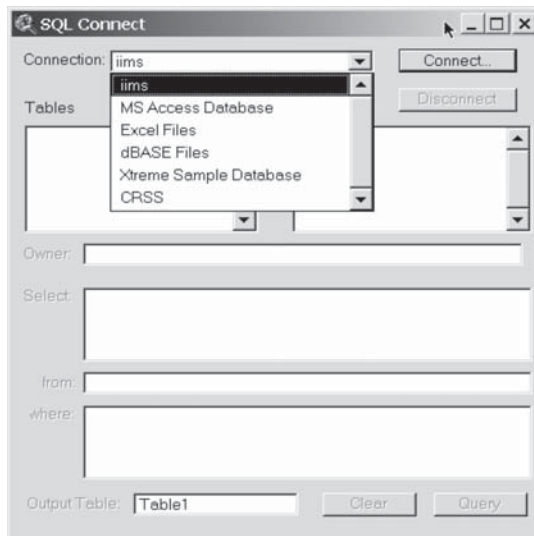 SQL Connect
Connection: iims
Connect...
iims
MS Access Database
Excel Files
dBASE Files
Xtreme Sample Database
CRSS
Disconnect
Tables
Owner:
Select:
from:
where:
Output Table: Table1
Clear
Query